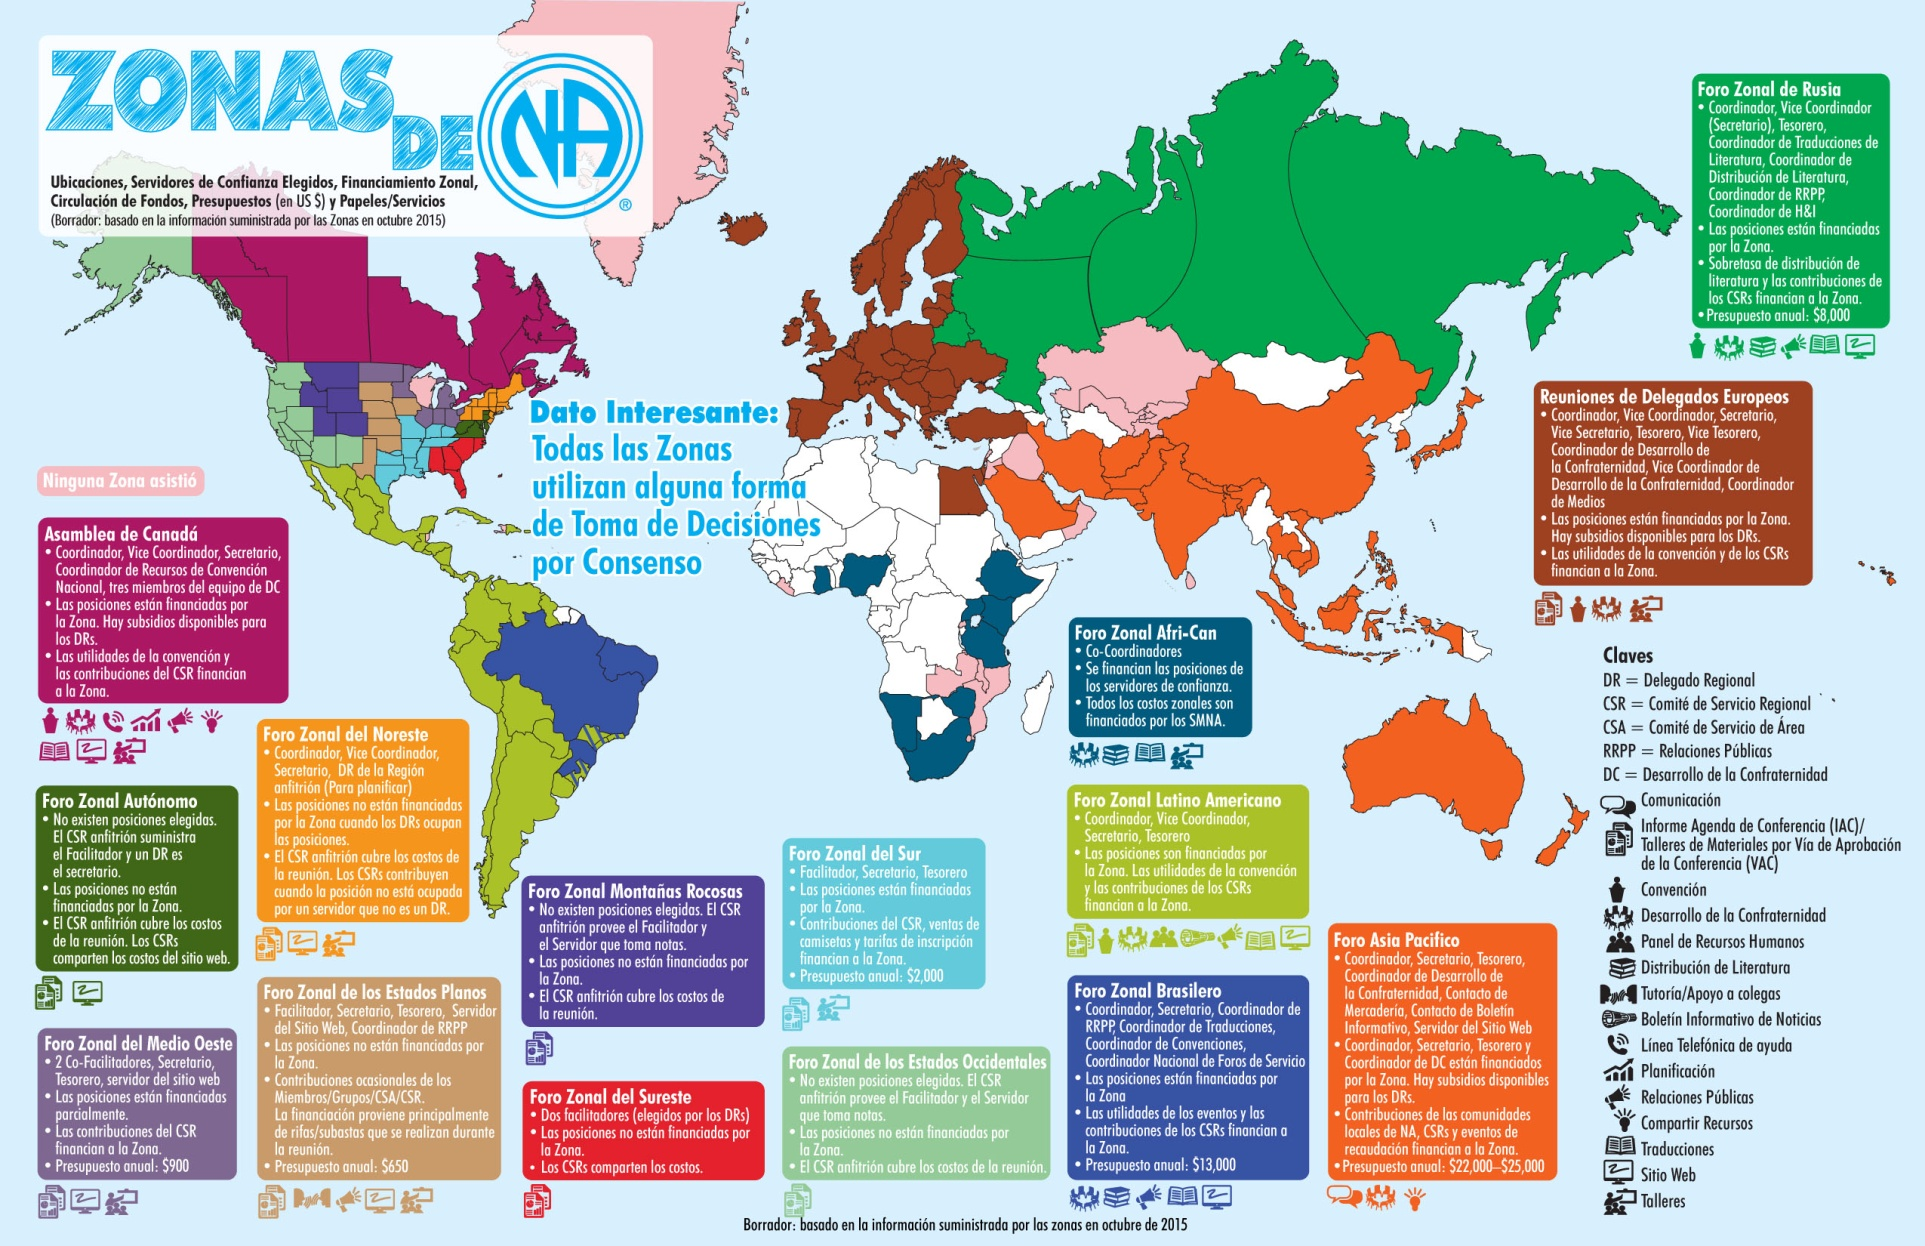 ZONAS DE NA
®
Ubicaciones, Servidores de Confianza Elegidos, Financiamiento Zonal,
Circulación de Fondos, Presupuestos (en US $) y Papeles/Servicios
(Borrador: basado en la información suministrada por las Zonas en octubre 2015)
Dato Interesante:
Todas las Zonas
utilizan alguna forma
de Toma de Decisiones
por Consenso
Ninguna Zona asistió
Asamblea de Canadá
• Coordinador, Vice Coordinador, Secretario,
Coordinador de Recursos de Convención
Nacional, tres miembros del equipo de DC
• Las posiciones están financiadas por
la Zona. Hay subsidios disponibles para
los DRs.
• Las utilidades de la convención y
las contribuciones del CSR financian
a la Zona.
Foro Zonal Autónomo
• No existen posiciones elegidas.
El CSR anfitrión suministra
el Facilitador y un DR es
el secretario.
• Las posiciones no están
financiadas por la Zona.
• El CSR anfitrión cubre los costos
de la reunión. Los CSRs
comparten los costos del sitio web.
Foro Zonal del Medio Oeste
• 2 Co-Facilitadores, Secretario,
Tesorero, servidor del sitio web
• Las posiciones están financiadas
parcialmente.
• Las contribuciones del CSR
financian a la Zona.
• Presupuesto anual: $900
Foro Zonal del Noreste
• Coordinador, Vice Coordinador,
Secretario, DR de la Región
anfitrión (Para planificar)
• Las posiciones no están financiadas
por la Zona cuando los DRs ocupan
las posiciones.
• El CSR anfitrión cubre los costos de
la reunión. Los CSRs contribuyen
cuando la posición no está ocupada
por un servidor que no es un DR.
Foro Zonal de los Estados Planos
• Facilitador, Secretario, Tesorero, Servidor
del Sitio Web, Coordinador de RRPP
• Las posiciones no están financiadas por
la Zona.
• Contribuciones ocasionales de los
Miembros/Grupos/CSA/CSR.
La financiación proviene principalmente
de rifas/subastas que se realizan durante
la reunión.
• Presupuesto anual: $650
Foro Zonal Montañas Rocosas
• No existen posiciones elegidas. El CSR
anfitrión provee el Facilitador y
el Servidor que toma notas.
• Las posiciones no están financiadas por
la Zona.
• El CSR anfitrión cubre los costos de
la reunión.
Foro Zonal del Sureste
• Dos facilitadores (elegidos por los DRs)
• Las posiciones no están financiadas por
la Zona.
• Los CSRs comparten los costos.
Foro Zonal del Sur
• Facilitador, Secretario, Tesorero
• Las posiciones están financiadas
por la Zona.
• Contribuciones del CSR, ventas de
camisetas y tarifas de inscripción
financian a la Zona.
• Presupuesto anual: $2,000
Foro Zonal de los Estados Occidentales
• No existen posiciones elegidas. El CSR
anfitrión provee el Facilitador y el Servidor
que toma notas.
• Las posiciones no están financiadas por
la Zona.
• El CSR anfitrión cubre los costos de la reunión.
Foro Zonal Afri-Can
• Co-Coordinadores
• Se financian las posiciones de
los servidores de confianza.
• Todos los costos zonales son
financiados por los SMNA.
Foro Zonal Latino Americano
• Coordinador, Vice Coordinador,
Secretario, Tesorero
• Las posiciones son financiadas por
la Zona. Las utilidades de la convención
y las contribuciones de los CSRs
financian a la Zona.
Foro Zonal Brasilero
• Coordinador, Secretario, Coordinador de
RRPP, Coordinador de Traducciones,
Coordinador de Convenciones,
Coordinador Nacional de Foros de Servicio
• Las posiciones están financiadas por
la Zona
• Las utilidades de los eventos y las
contribuciones de los CSRs financian a
la Zona.
• Presupuesto anual: $13,000
Foro Asia Pacifico
• Coordinador, Secretario, Tesorero,
Coordinador de Desarrollo de
la Confraternidad, Contacto de
Mercadería, Contacto de Boletín
Informativo, Servidor del Sitio Web
• Coordinador, Secretario, Tesorero y
Coordinador de DC están financiados
por la Zona. Hay subsidios disponibles
para los DRs.
• Contribuciones de las comunidades
locales de NA, CSRs y eventos de
recaudación financian a la Zona.
• Presupuesto anual: $22,000–$25,000
Foro Zonal de Rusia
• Coordinador, Vice Coordinador
(Secretario), Tesorero,
Coordinador de Traducciones de
Literatura, Coordinador de
Distribución de Literatura,
Coordinador de RRPP,
Coordinador de H&I
• Las posiciones están financiadas
por la Zona.
• Sobretasa de distribución de
literatura y las contribuciones de
los CSRs financian a la Zona.
• Presupuesto anual: $8,000
Reuniones de Delegados Europeos
• Coordinador, Vice Coordinador, Secretario,
Vice Secretario, Tesorero, Vice Tesorero,
Coordinador de Desarrollo de
la Confraternidad, Vice Coordinador de
Desarrollo de la Confraternidad, Coordinador
de Medios
• Las posiciones están financiadas por la Zona.
Hay subsidios disponibles para los DRs.
• Las utilidades de la convención y de los CSRs
financian a la Zona.
Claves
DR = Delegado Regional
CSR = Comité de Servicio Regional
CSA = Comité de Servicio de Área
RRPP = Relaciones Públicas
DC = Desarrollo de la Confraternidad
Comunicación
Informe Agenda de Conferencia (IAC)/
Talleres de Materiales por Vía de Aprobación
de la Conferencia (VAC)
Convención
Desarrollo de la Confraternidad
Panel de Recursos Humanos
Distribución de Literatura
Tutoría/Apoyo a colegas
Boletín Informativo de Noticias
Línea Telefónica de ayuda
Planificación
Relaciones Públicas
Compartir Recursos
Traducciones
Sitio Web
Talleres
Borrador: basado en la información suministrada por las zonas en octubre de 2015